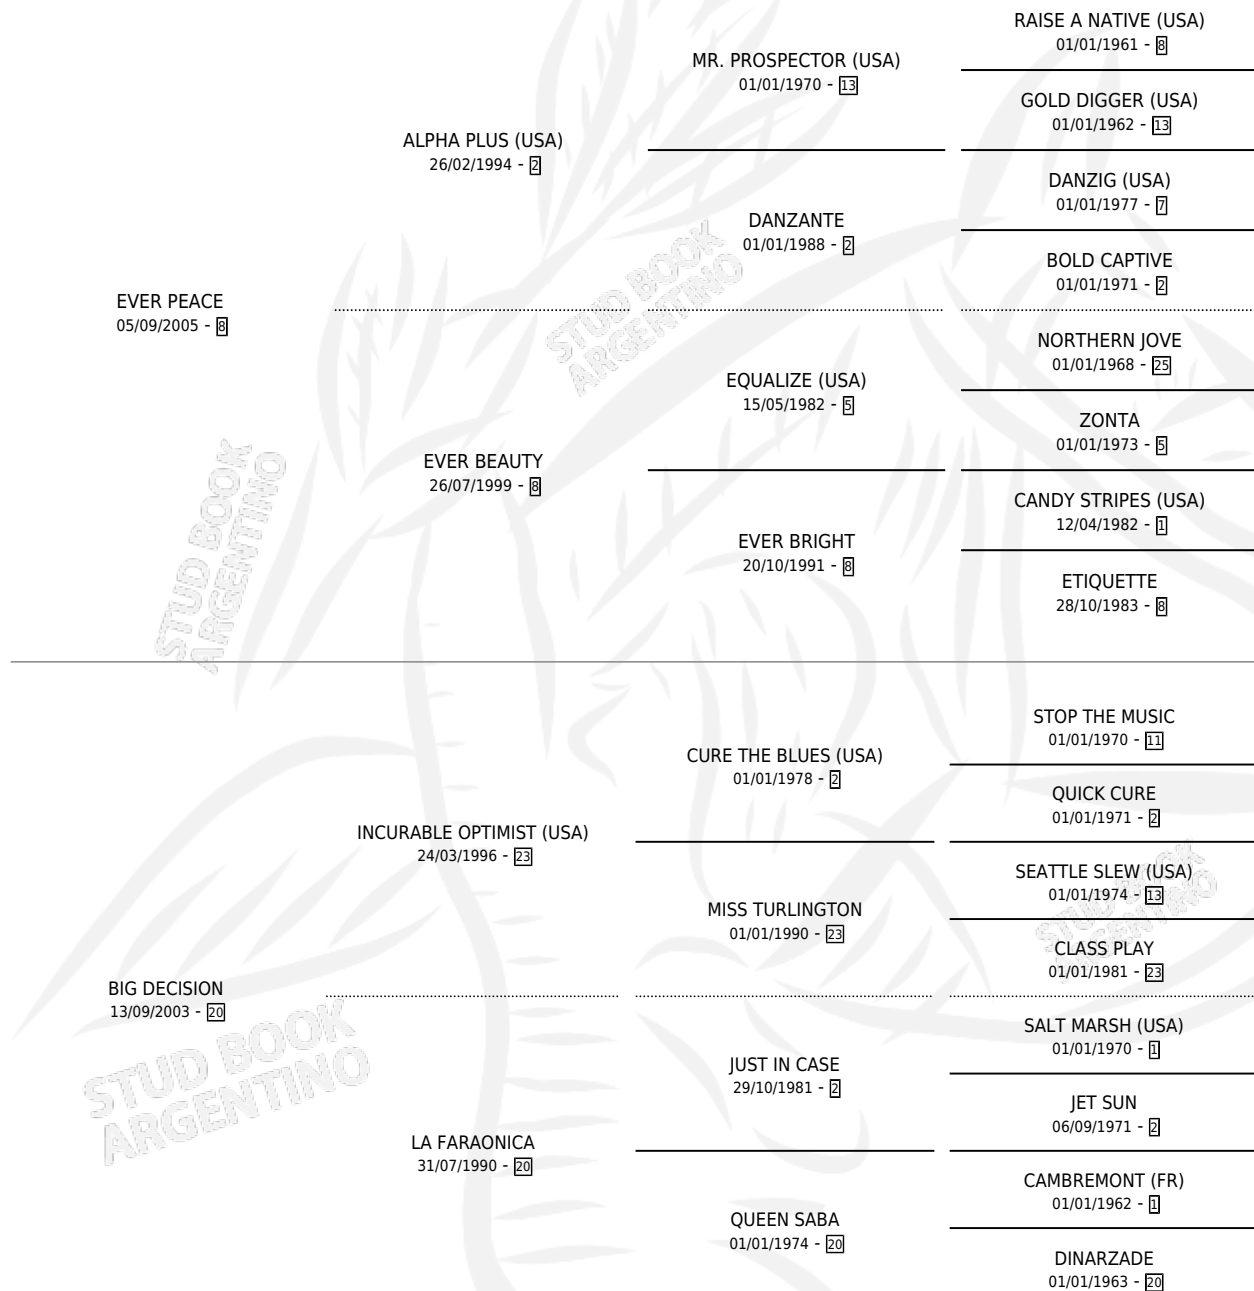 RAISE A NATIVE (USA)
01/01/1961 - 8
MR. PROSPECTOR (USA)
01/01/1970 - 13
GOLD DIGGER (USA)
01/01/1962 - 13
ALPHA PLUS (USA)
26/02/1994 - 2
DANZIG (USA)
01/01/1977 - 7
DANZANTE
01/01/1988 - 2
BOLD CAPTIVE
01/01/1971 - 2
EVER PEACE
05/09/2005 - 8
NORTHERN JOVE
01/01/1968 - 25
EQUALIZE (USA)
15/05/1982 - 5
ZONTA
01/01/1973 - 5
EVER BEAUTY
26/07/1999 - 8
CANDY STRIPES (USA)
12/04/1982 - 1
EVER BRIGHT
20/10/1991 - 8
ETIQUETTE
28/10/1983 - 8
STOP THE MUSIC
01/01/1970 - 11
CURE THE BLUES (USA)
01/01/1978 - 2
QUICK CURE
01/01/1971 - 2
INCURABLE OPTIMIST (USA)
24/03/1996 - 23
SEATTLE SLEW (USA)
01/01/1974 - 13
MISS TURLINGTON
01/01/1990 - 23
CLASS PLAY
01/01/1981 - 23
BIG DECISION
13/09/2003 - 20
SALT MARSH (USA)
01/01/1970 - 1
JUST IN CASE
29/10/1981 - 2
JET SUN
06/09/1971 - 2
LA FARAONICA
31/07/1990 - 20
CAMBREMONT (FR)
01/01/1962 - 1
QUEEN SABA
01/01/1974 - 20
DINARZADE
01/01/1963 - 20
STUD BOOK
ARGENTINO
STUD BOOK
ARGENTINO
STUD BOOK
ARGENTINO
STUD BOOK
ARGENTINO